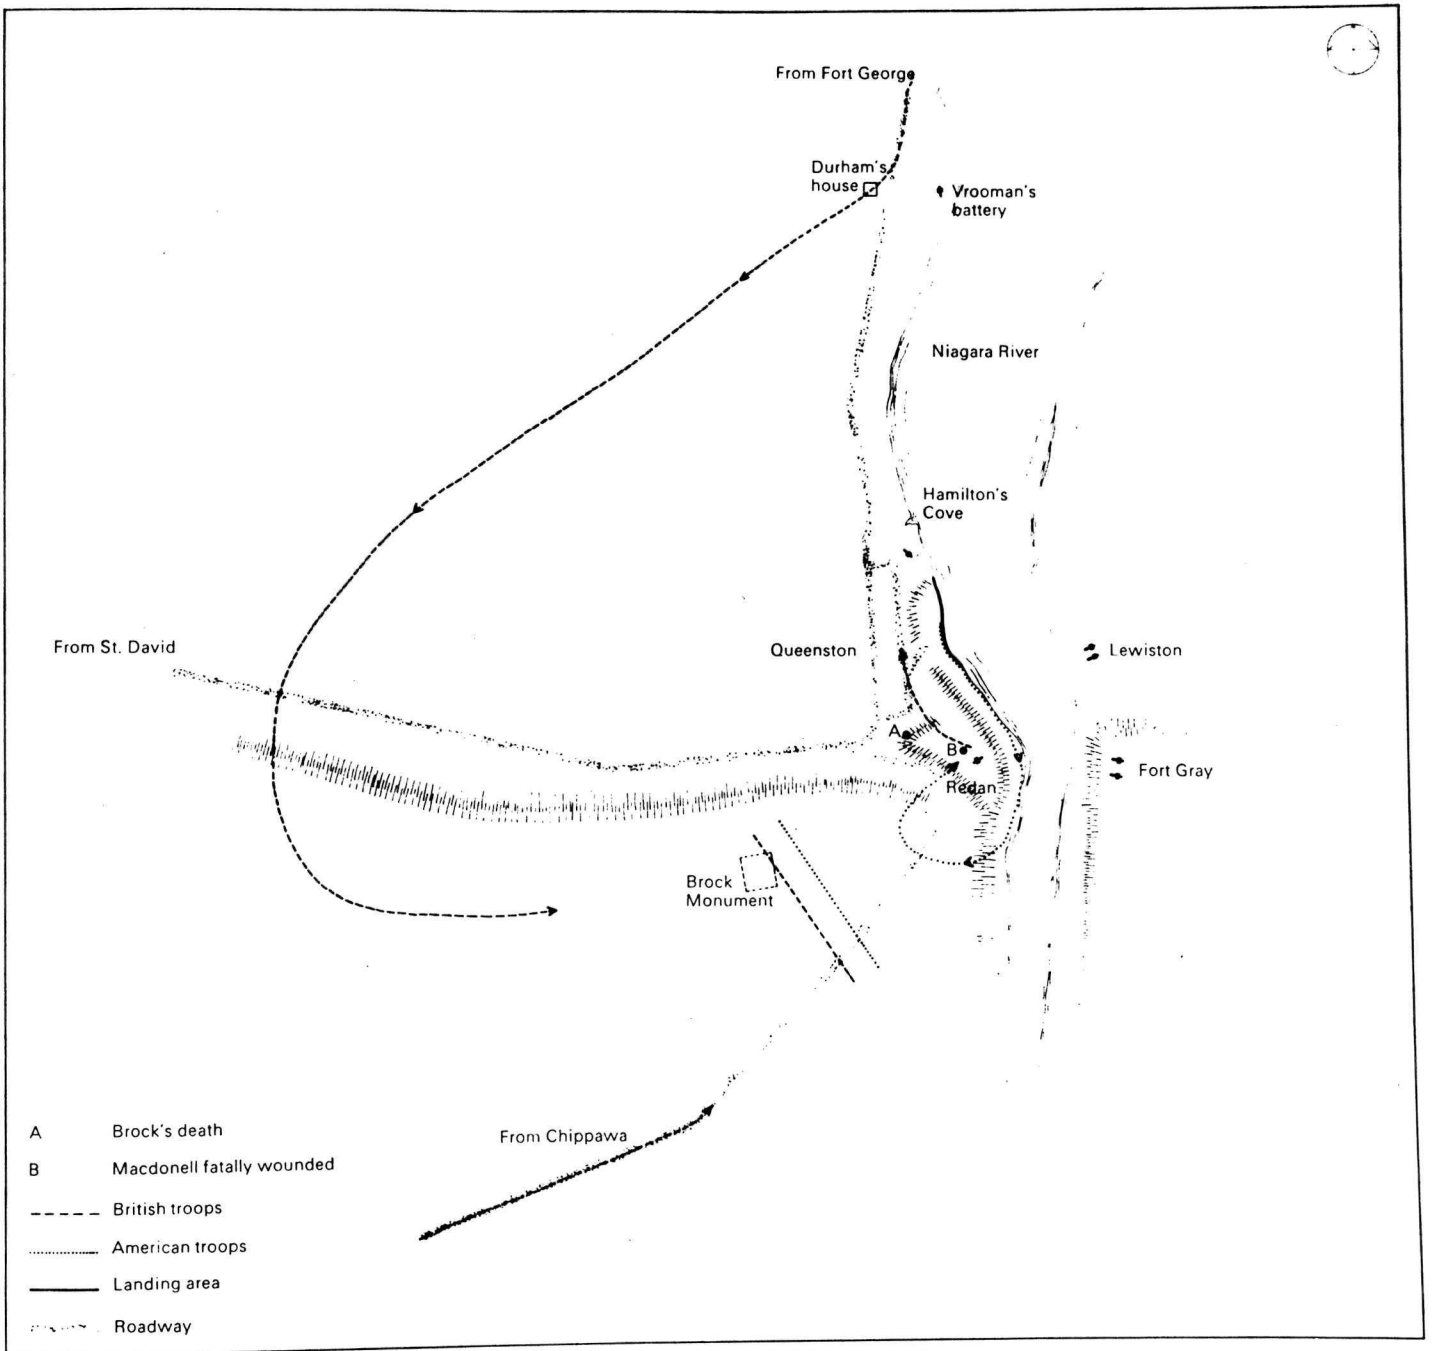 From Fort George
Durham's
house
Vrooman's
battery
Niagara River
Hamilton's
Cove
From St. David
Queenston
Lewiston
A
B
Redan
Fort Gray
Brock
Monument
From Chippawa
A Brock's death
B Macdonell fatally wounded
British troops
American troops
Landing area
Roadway